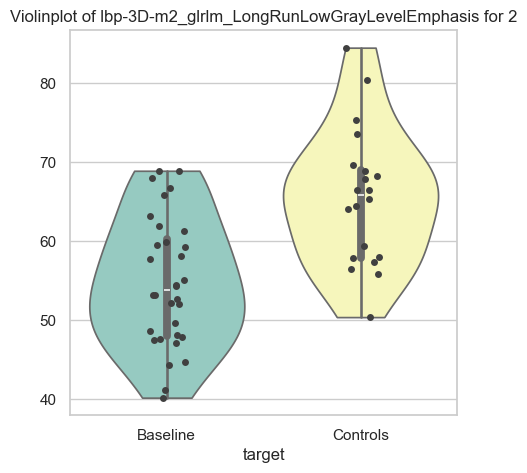 Violinplot of lbp-3D-m2_glrlm_LongRunLowGrayLevelEmphasis for 2
80
70
60
50
40
Baseline
Controls
target